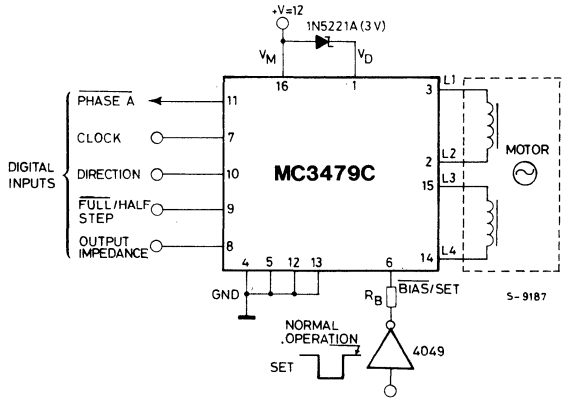 +V=12
1N5221A (3V)
VM
VD
16
1
PHASE A
11
3
L1
CLOCK
7
DIGITAL
INPUTS
DIRECTION
10
MC3479C
2
L2
MOTOR
FULL/HALF
STEP
9
15
L3
OUTPUT
IMPEDANCE
8
14
L4
4
5
12
13
6
GND
BIAS/SET
RB
S-9187
NORMAL
OPERATION
SET
4049